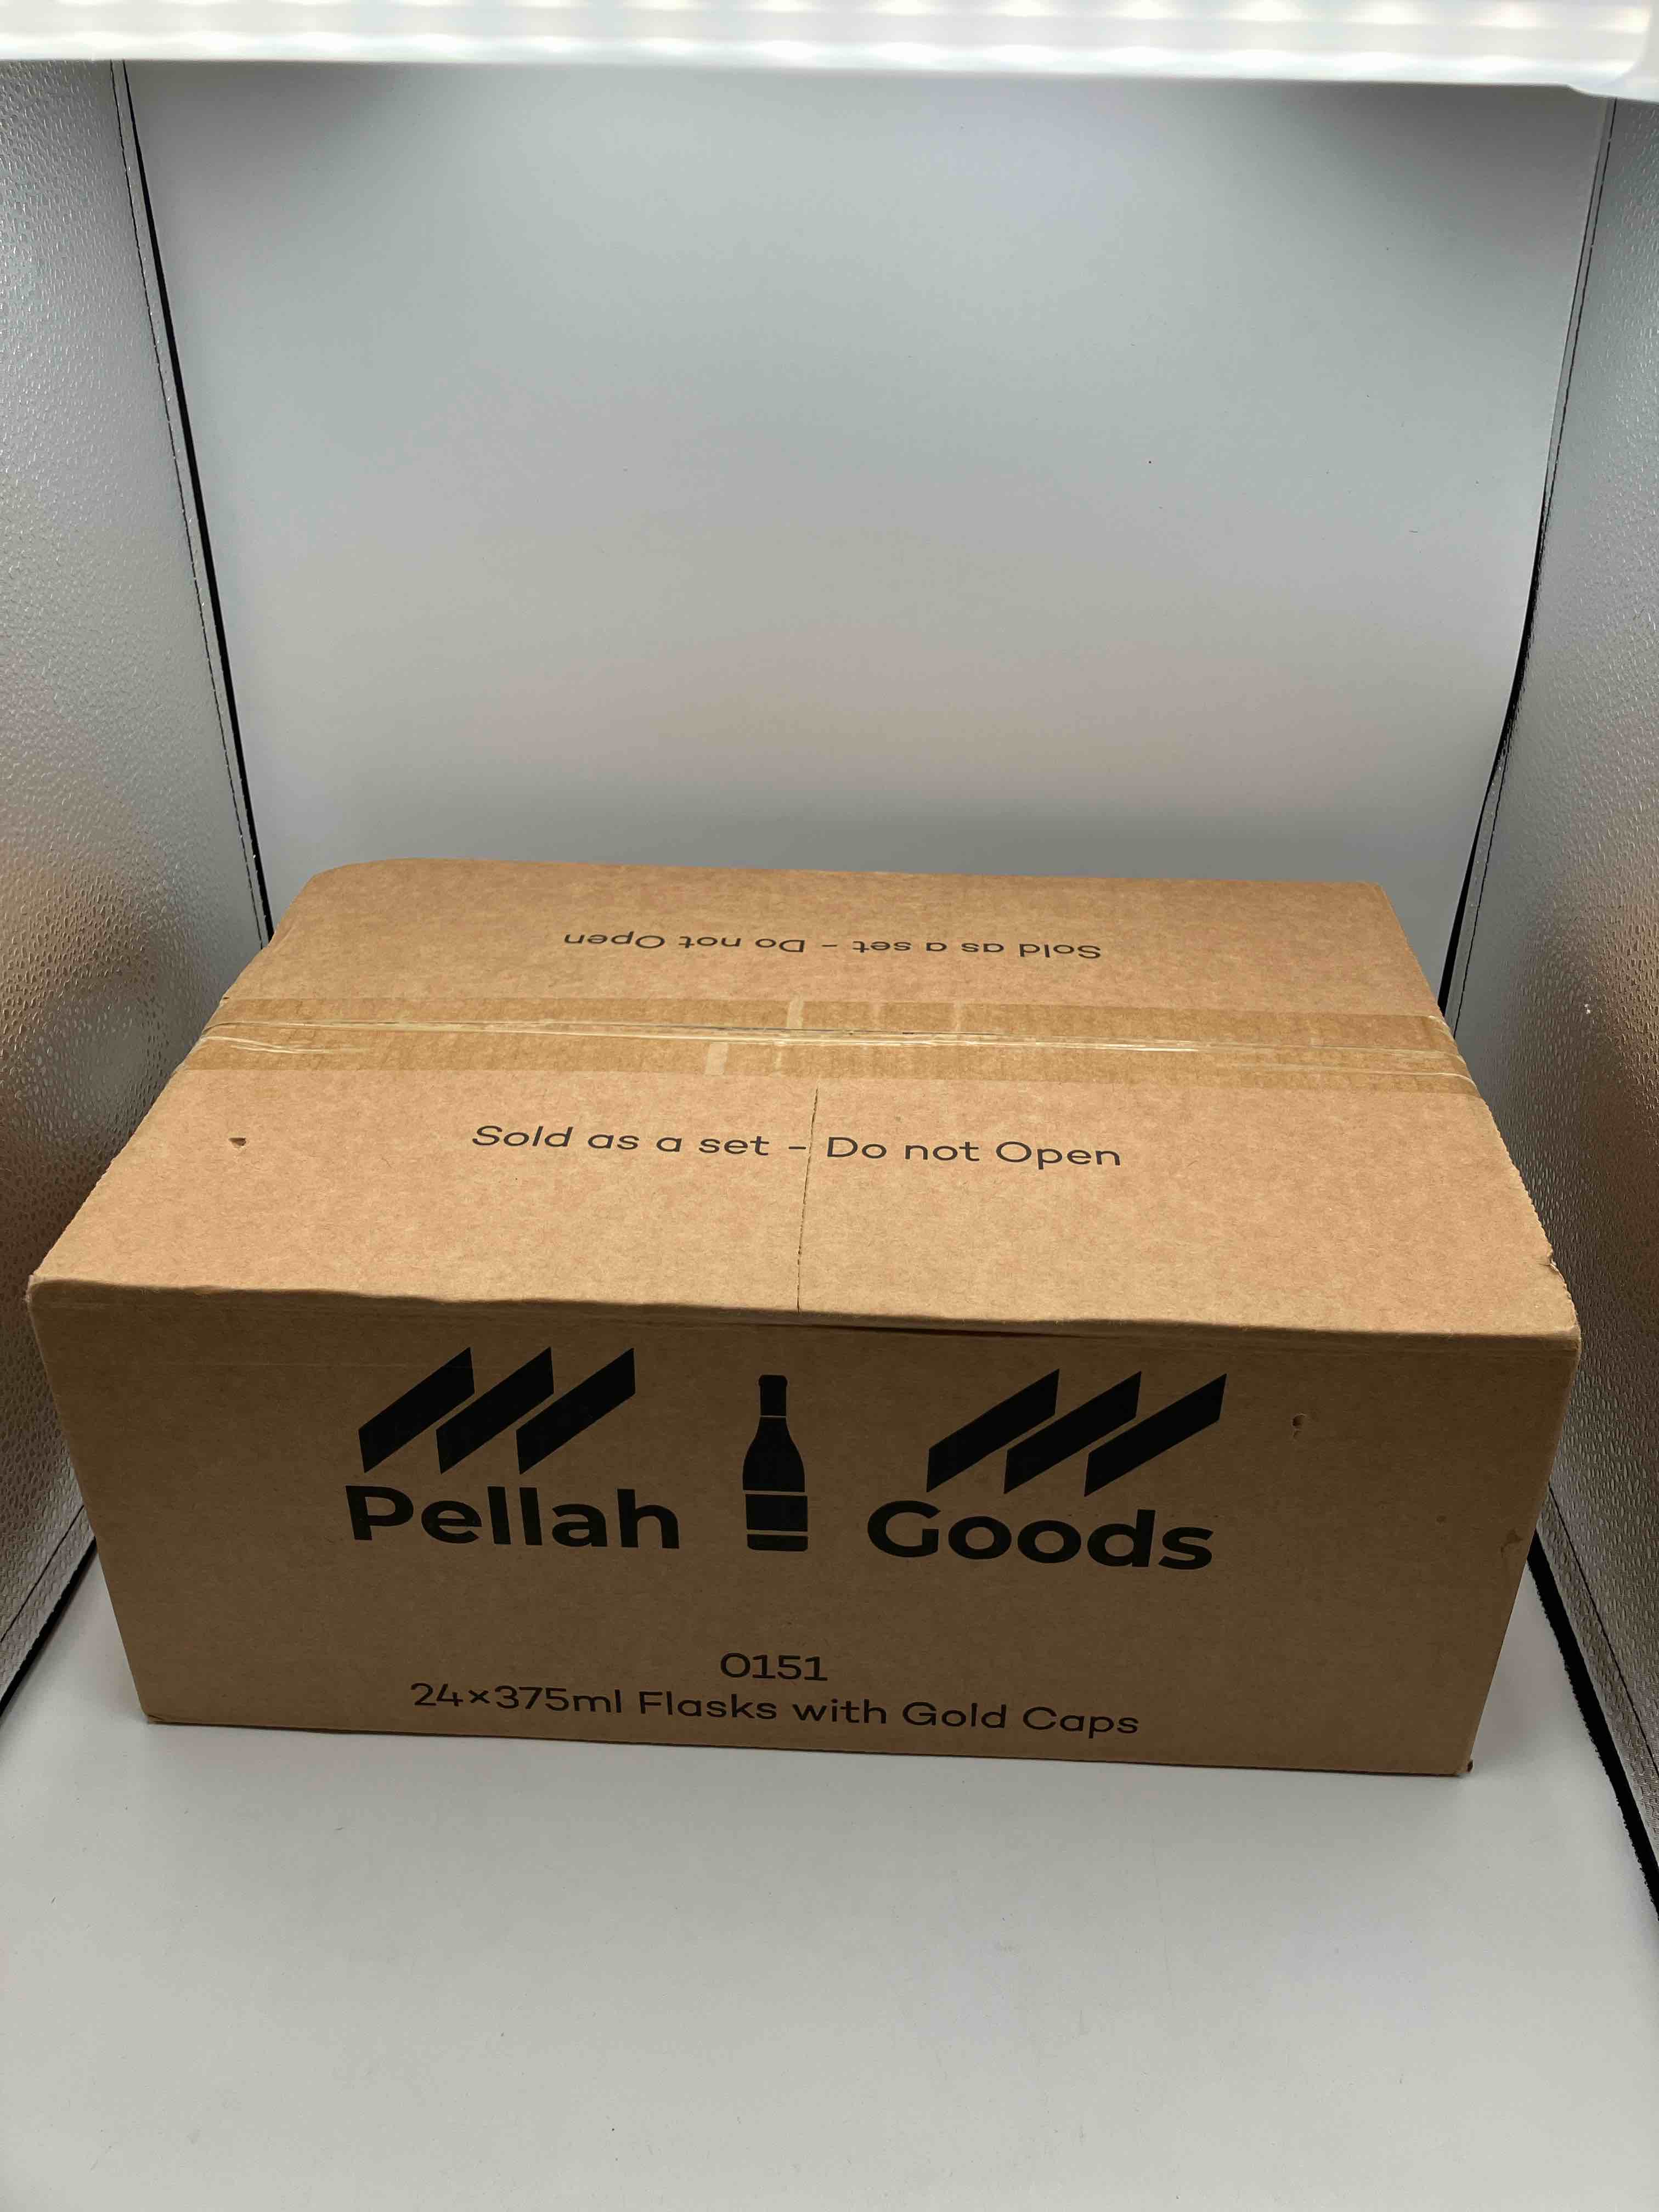 Sold as a set - Do not Open
Sold as a set - Do not Open
Pellah Goods
O151
24×375ml Flasks with Gold Caps